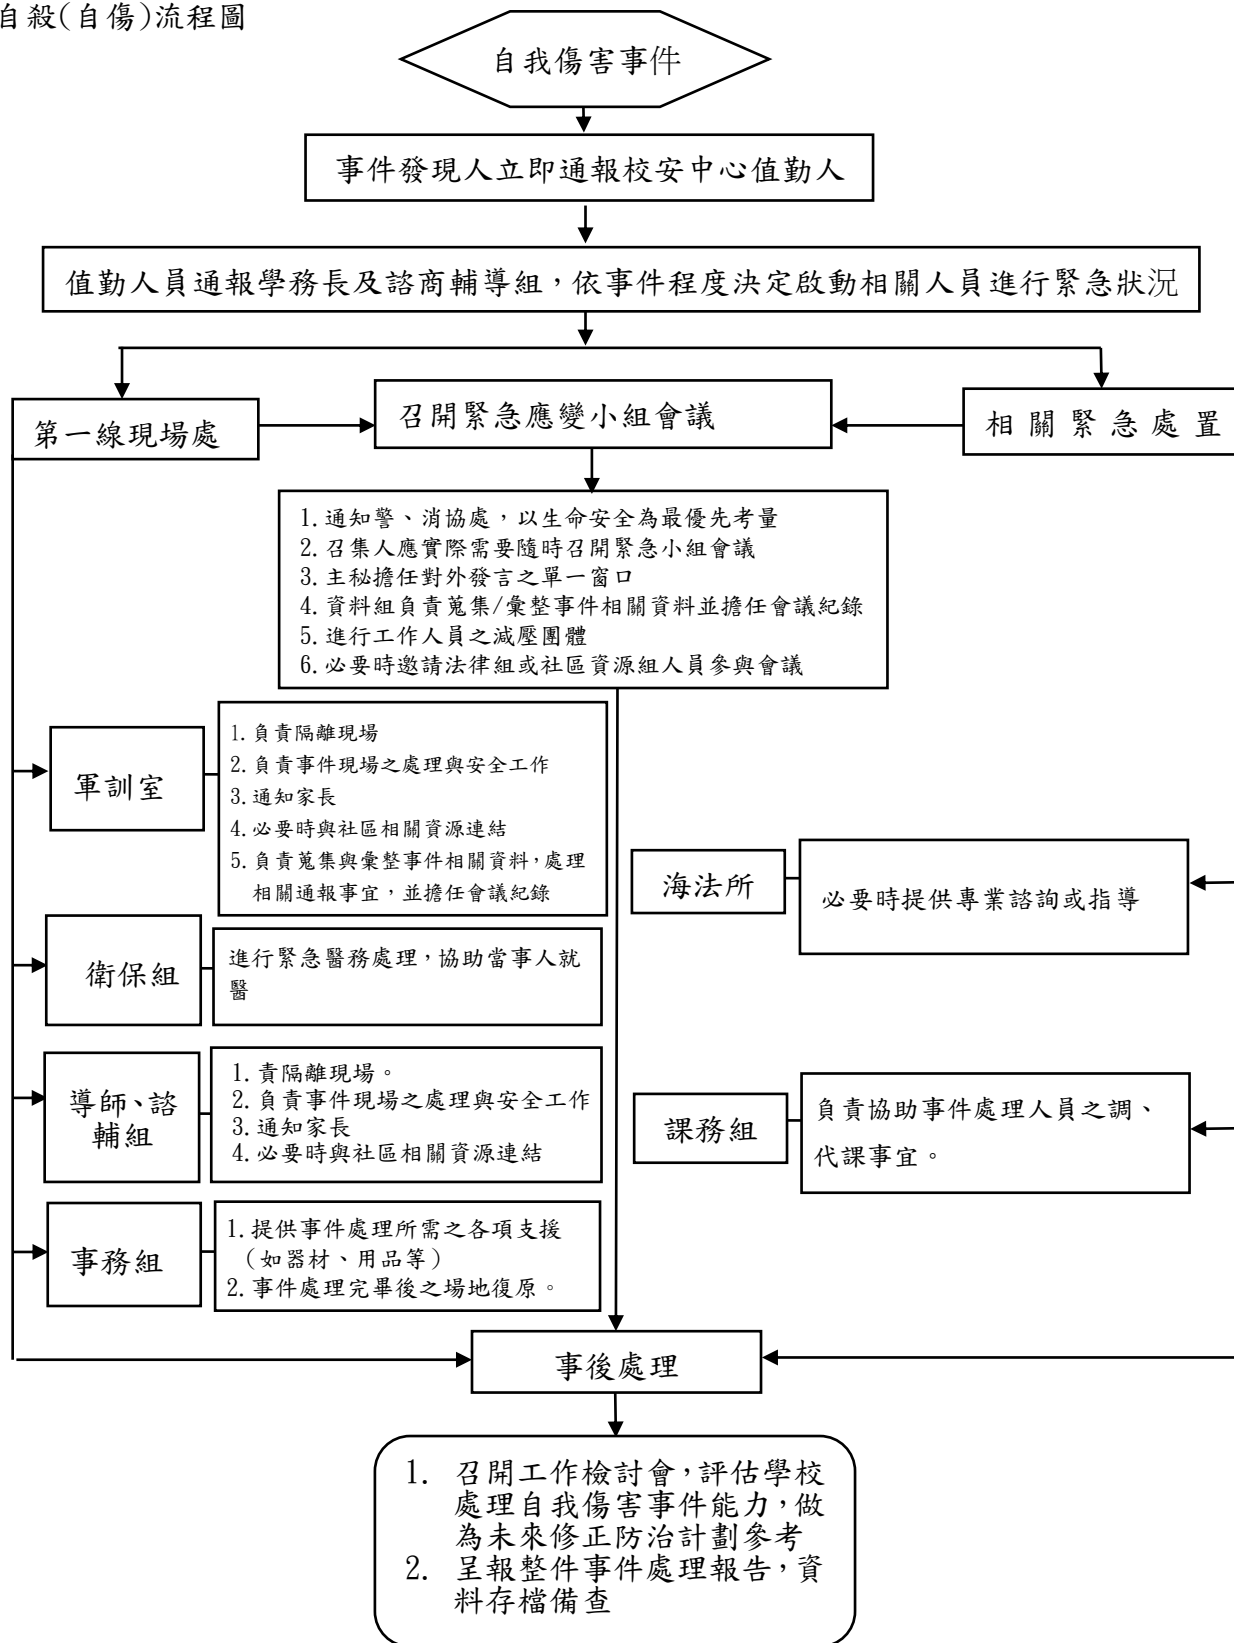 自殺(自傷)流程圖
自我傷害事件
事件發現人立即通報校安中心值勤人
值勤人員通報學務長及諮商輔導組，依事件程度決定啟動相關人員進行緊急狀況
第一線現場處
召開緊急應變小組會議
相關緊急處置
1.通知警、消協處，以生命安全為最優先考量
2.召集人應實際需要隨時召開緊急小組會議
3.主秘擔任對外發言之單一窗口
4.資料組負責蒐集/彙整事件相關資料並擔任會議紀錄
5.進行工作人員之減壓團體
6.必要時邀請法律組或社區資源組人員參與會議
軍訓室
1.負責隔離現場
2.負責事件現場之處理與安全工作
3.通知家長
4.必要時與社區相關資源連結
5.負責蒐集與彙整事件相關資料，處理
相關通報事宜，並擔任會議紀錄
海法所
必要時提供專業諮詢或指導
衛保組
進行緊急醫務處理，協助當事人就
醫
導師、諮
輔組
1.責隔離現場。
2.負責事件現場之處理與安全工作
3.通知家長
4.必要時與社區相關資源連結
課務組
負責協助事件處理人員之調、
代課事宜。
事務組
1.提供事件處理所需之各項支援
（如器材、用品等）
2.事件處理完畢後之場地復原。
事後處理
1. 召開工作檢討會，評估學校
處理自我傷害事件能力，做
為未來修正防治計劃參考
2. 呈報整件事件處理報告，資
料存檔備查